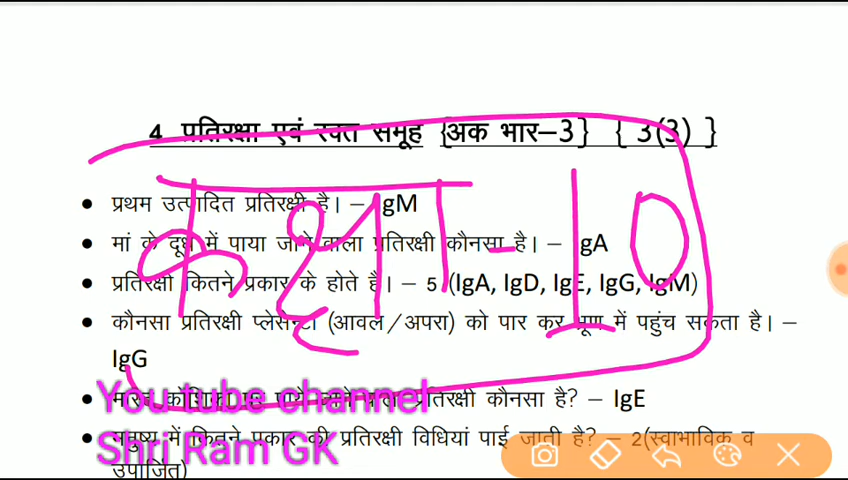 4 प्रतिरक्षा एवं रक्त समूह {अंक भार–3} { 3(3) }
• प्रथम उत्पादित प्रतिरक्षी है। – IgM
• मां के दूध में पाया जाने वाला प्रतिरक्षी कौनसा है। – IgA
• प्रतिरक्षी कितने प्रकार के होते है। – 5 (IgA, IgD, IgE, IgG, IgM)
• कौनसा प्रतिरक्षी प्लेसेन्टा (आवल/अपरा) को पार कर भ्रूण में पहुंच सकता है। –
IgG
• प्रतिरक्षी कौनसा है? – IgE
• मनुष्य में कितने प्रकार की प्रतिरक्षी विधियां पाई जाती है? – 2(स्वाभाविक व
उपार्जित)
कक्षा - 10
You tube channel
Shri Ram GK